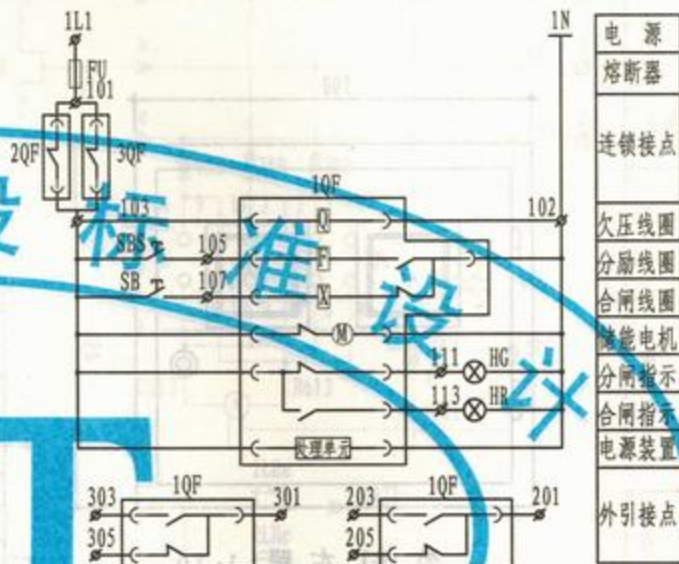 1L1
1N
FU
101
2QF 3QF
1QF
103
102
Q
SBS 105
F
SB 107
X
M
111 HG
113 HR
处理单元
303 1QF 301
305
203 1QF 201
205
电 源
熔断器
连锁接点
欠压线圈
分励线圈
合闸线圈
储能电机
分闸指示
合闸指示
电源装置
外引接点
标准设计
T